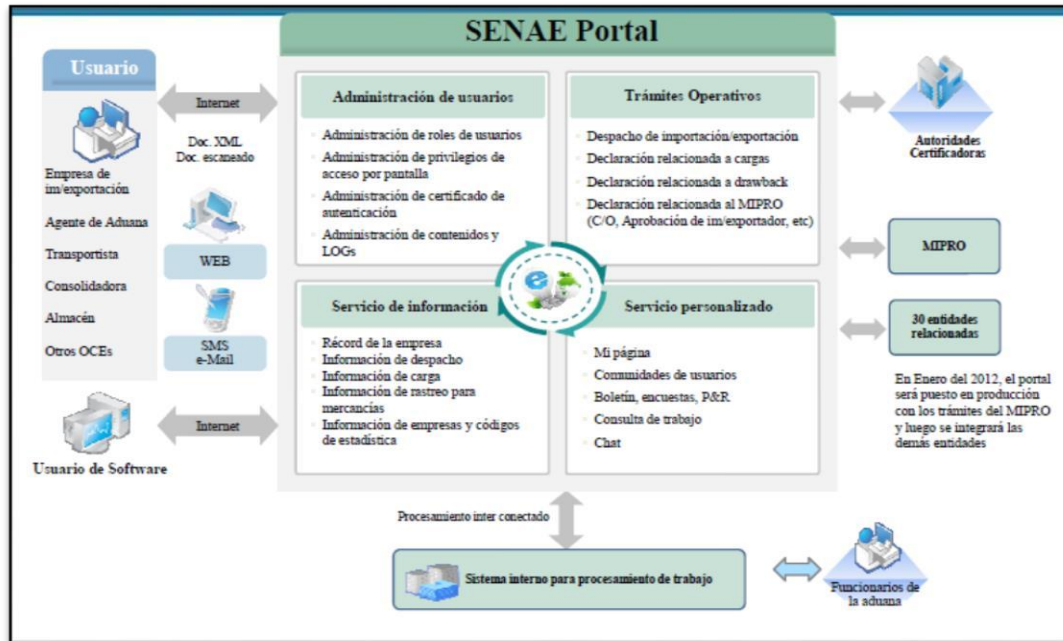 SENAE Portal
Usuario
Empresa de
im/exportación
Agente de Aduana
Transportista
Consolidadora
Almacén
Otros OCEs
Usuario de Software
Internet
Doc. XML
Doc. escaneado
WEB
SMS
e-Mail
Internet
Administración de usuarios
Administración de roles de usuarios
Administración de privilegios de
acceso por pantalla
Administración de certificado de
autenticación
Administración de contenidos y
LOGs
Trámites Operativos
Despacho de importación/exportación
Declaración relacionada a cargas
Declaración relacionada a drawback
Declaración relacionada al MIPRO
(C/O, Aprobación de im/exportador, etc)
Servicio de información
Récord de la empresa
Información de despacho
Información de carga
Información de rastreo para
mercancías
Información de empresas y códigos
de estadística
Servicio personalizado
Mi página
Comunidades de usuarios
Boletín, encuestas, P&R
Consulta de trabajo
Chat
e
Autoridades
Certificadoras
MIPRO
30 entidades
relacionadas
En Enero del 2012, el portal
será puesto en producción
con los trámites del MIPRO
y luego se integrará las
demás entidades
Procesamiento inter conectado
Sistema interno para procesamiento de trabajo
Funcionarios de
la aduana